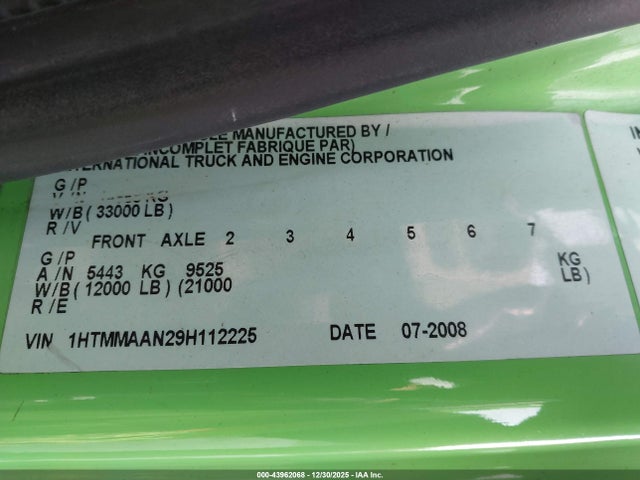 MANUFACTURED BY /
INCOMPLET FABRIQUE PAR)
INTERNATIONAL TRUCK AND ENGINE CORPORATION
G / P
W/B ( 33000 LB )
R / V
FRONT AXLE 2 3 4 5 6 7
G / P
A / N 5443 KG 9525 KG
W/B ( 12000 LB ) (21000 LB )
R / E
VIN 1HTMMAAN29H112225 DATE 07-2008
000-43962068 - 12/30/2025 - IAA Inc.